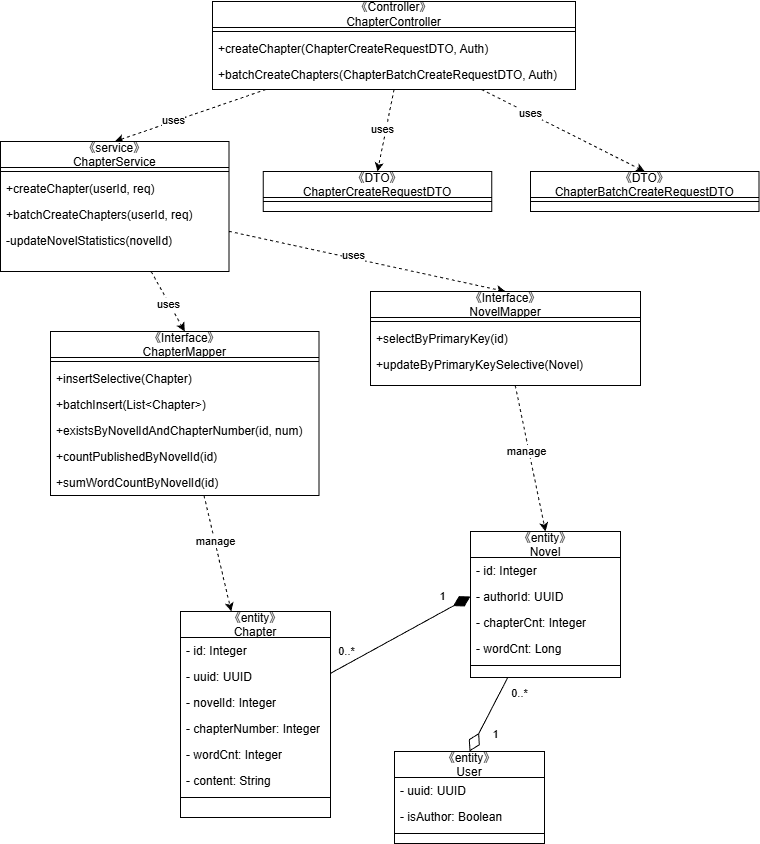 《Controller》
ChapterController
+createChapter(ChapterCreateRequestDTO, Auth)
+batchCreateChapters(ChapterBatchCreateRequestDTO, Auth)
uses
uses
uses
《service》
ChapterService
+createChapter(userId, req)
+batchCreateChapters(userId, req)
-updateNovelStatistics(novelId)
《DTO》
ChapterCreateRequestDTO
《DTO》
ChapterBatchCreateRequestDTO
uses
uses
《Interface》
ChapterMapper
+insertSelective(Chapter)
+batchInsert(List<Chapter>)
+existsByNovelIdAndChapterNumber(id, num)
+countPublishedByNovelId(id)
+sumWordCountByNovelId(id)
《Interface》
NovelMapper
+selectByPrimaryKey(id)
+updateByPrimaryKeySelective(Novel)
manage
manage
《entity》
Chapter
- id: Integer
- uuid: UUID
- novelId: Integer
- chapterNumber: Integer
- wordCnt: Integer
- content: String
1
0..*
《entity》
Novel
- id: Integer
- authorId: UUID
- chapterCnt: Integer
- wordCnt: Long
0..*
1
《entity》
User
- uuid: UUID
- isAuthor: Boolean